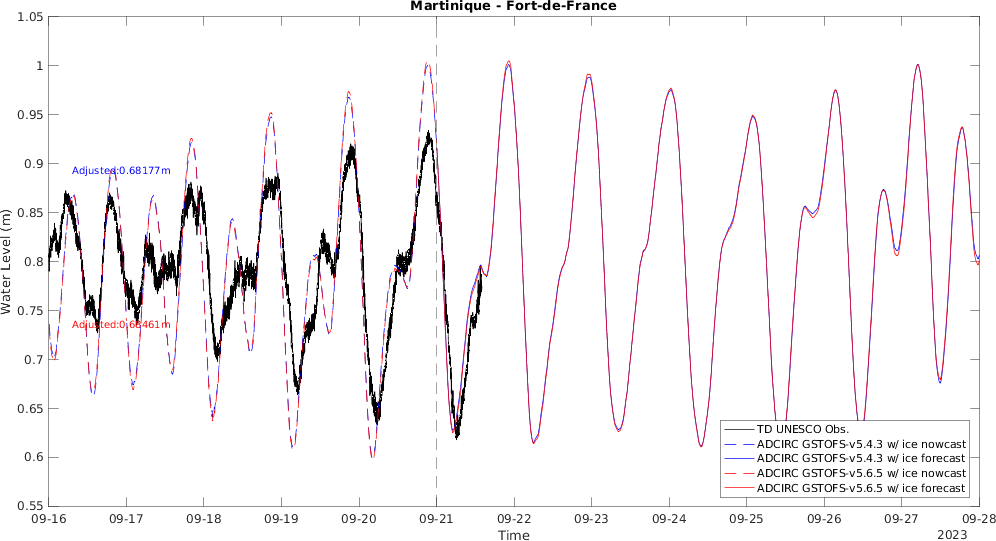 Martinique - Fort-de-France
1.05
1
0.95
0.9
0.85
0.8
0.75
0.7
0.65
0.6
0.55
Water Level (m)
Adjusted:0.68177m
Adjusted:0.68461m
TD UNESCO Obs.
ADCIRC GSTOFS-v5.4.3 w/ ice nowcast
ADCIRC GSTOFS-v5.4.3 w/ ice forecast
ADCIRC GSTOFS-v5.6.5 w/ ice nowcast
ADCIRC GSTOFS-v5.6.5 w/ ice forecast
09-16 09-17 09-18 09-19 09-20 09-21 09-22 09-23 09-24 09-25 09-26 09-27 09-28
Time
2023